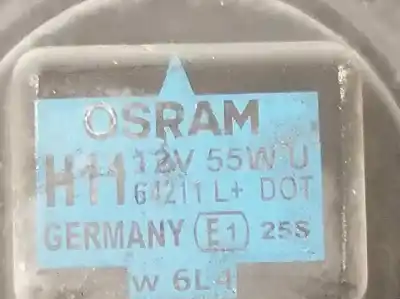 OSRAM
H11 12V 55W U
64211 L+ DOT
GERMANY E1 25S
W 6L4